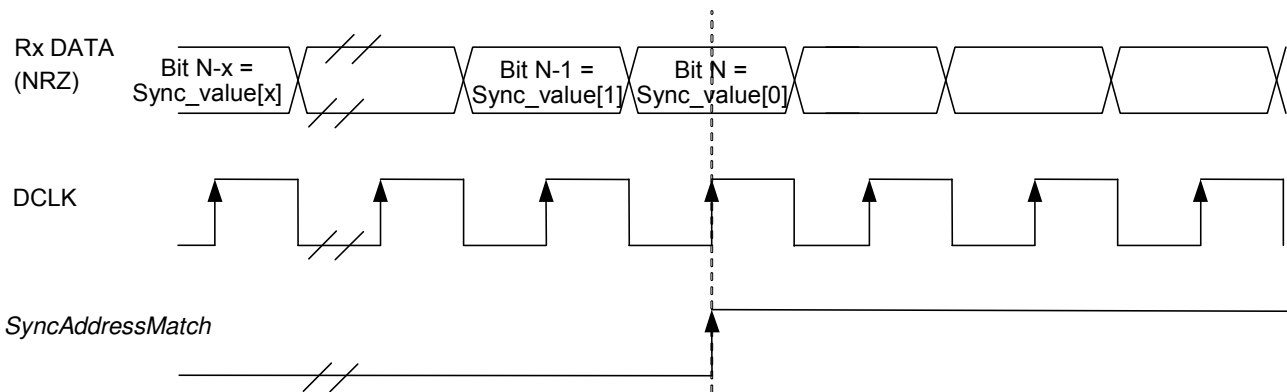 Rx DATA
(NRZ)
Bit N-x =
Sync_value[x]
Bit N-1 =
Sync_value[1]
Bit N =
Sync_value[0]
DCLK
SyncAddressMatch